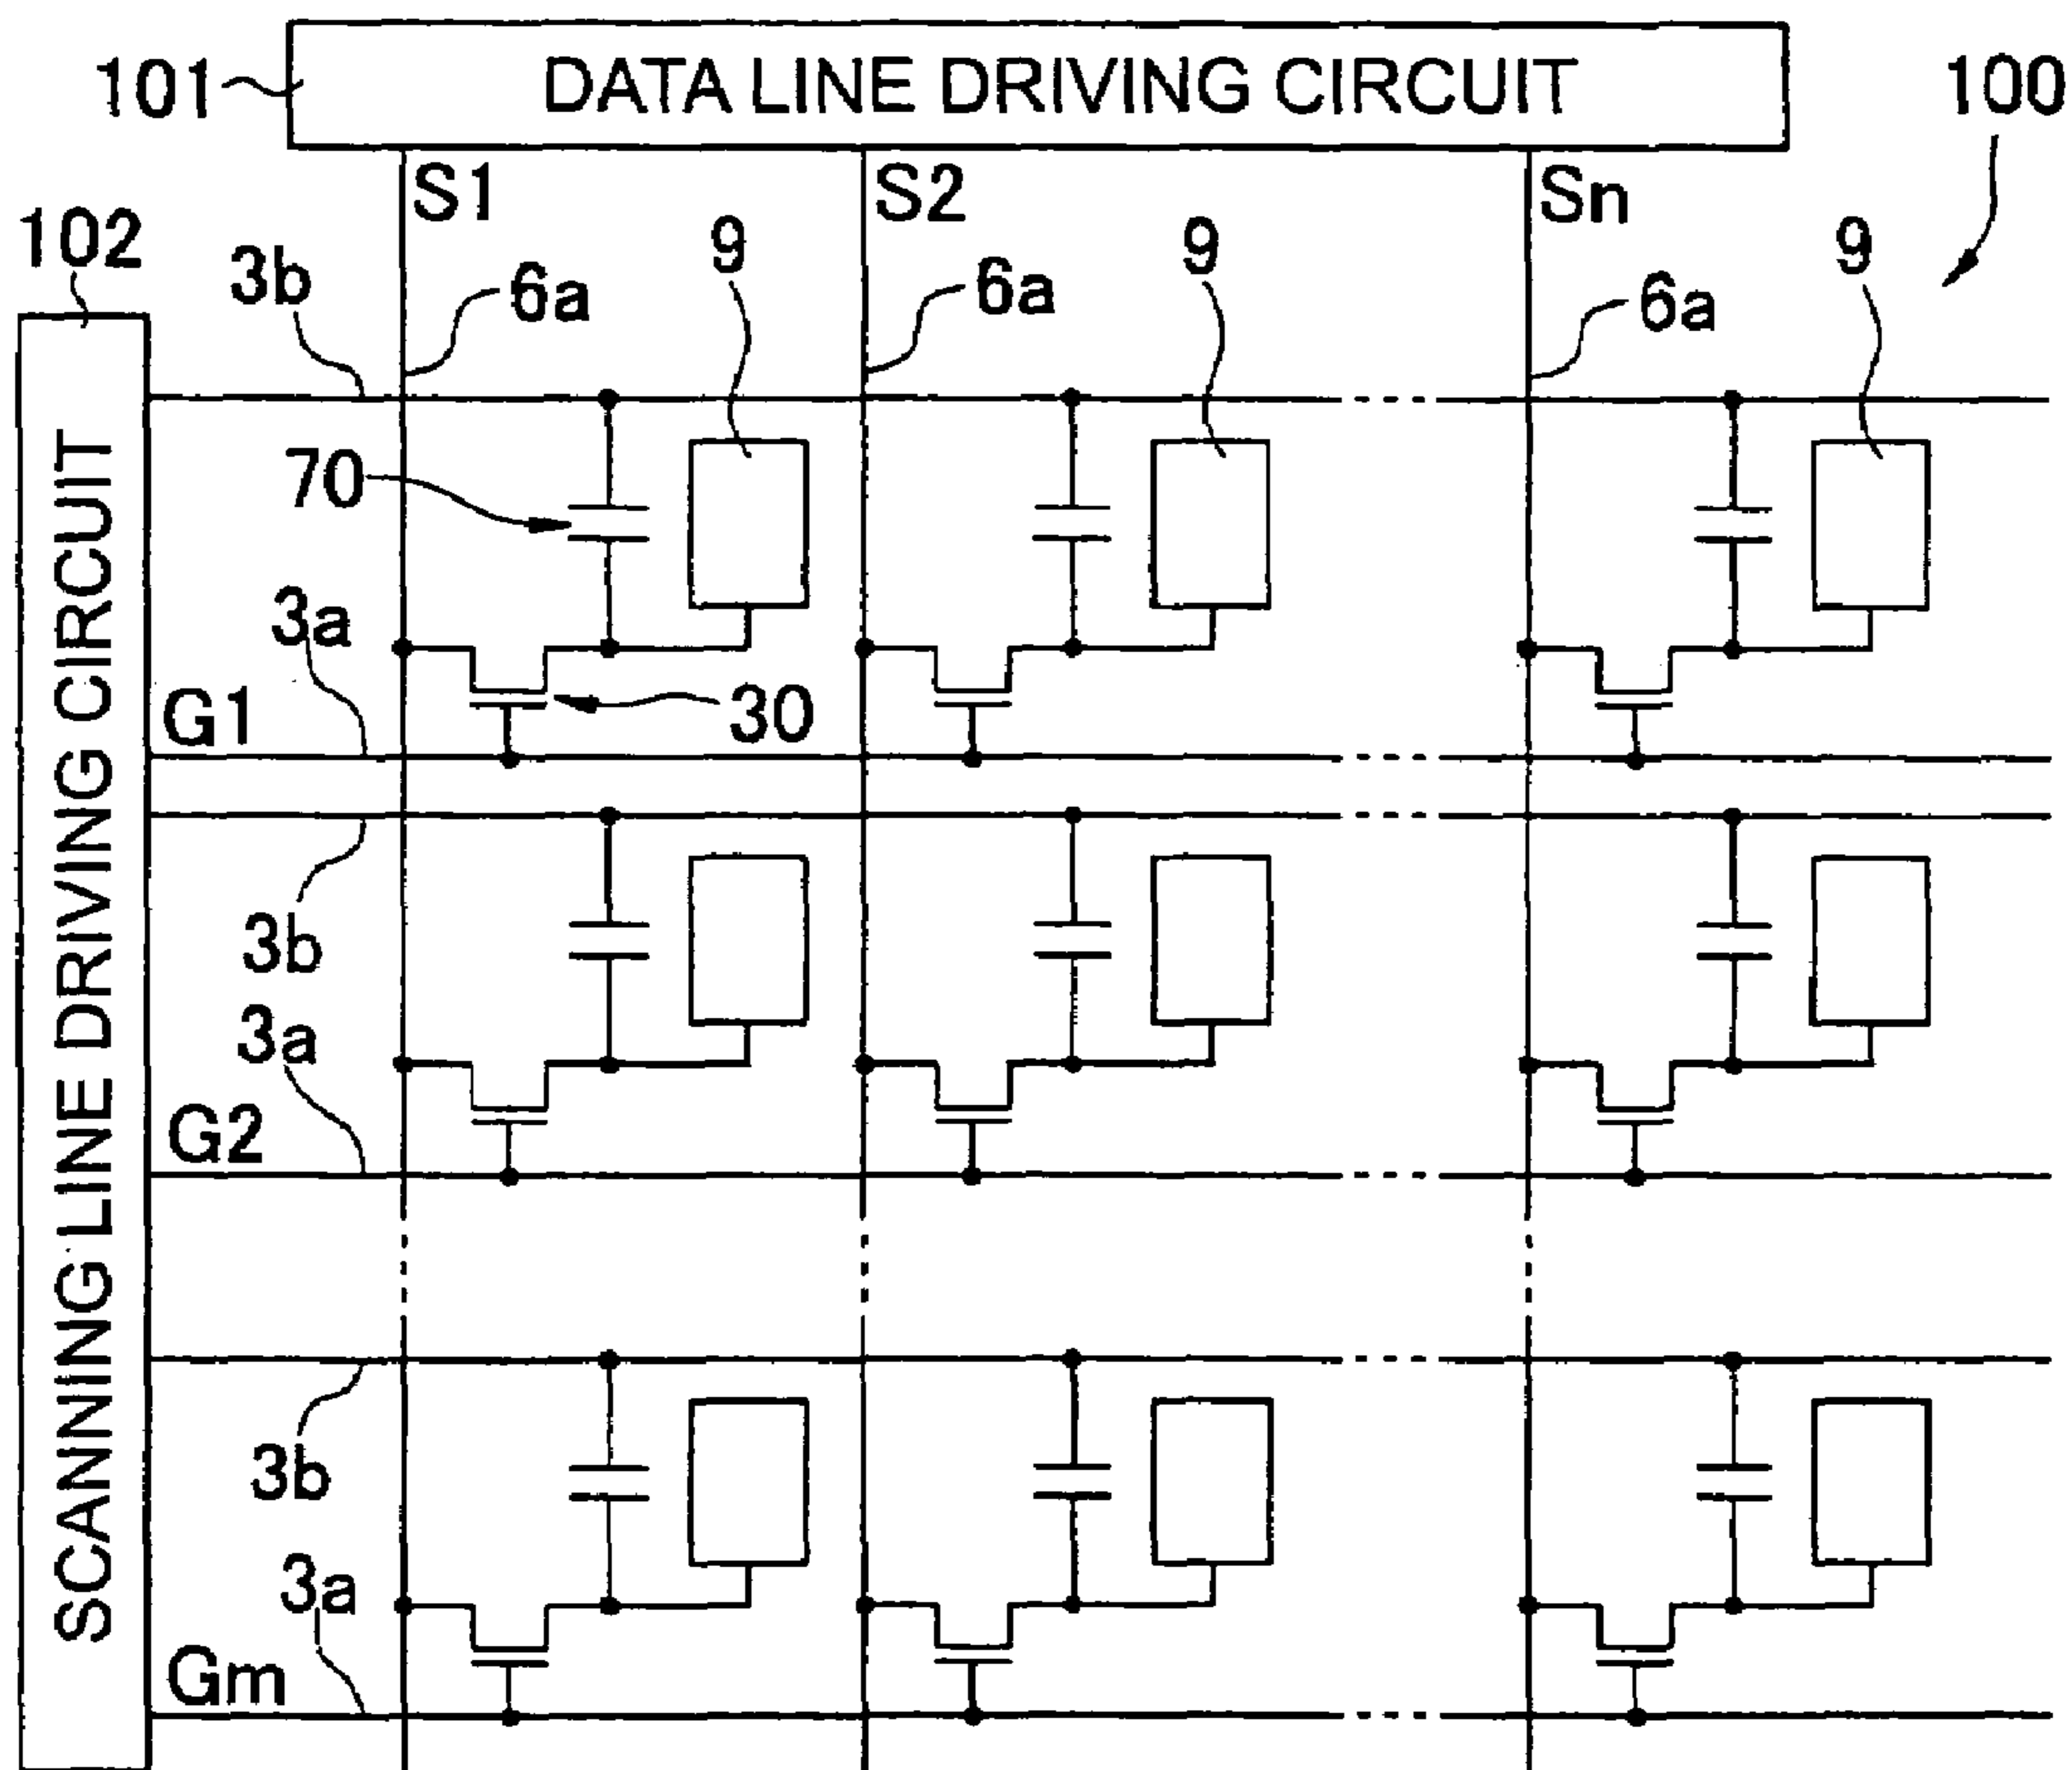 101
DATA LINE DRIVING CIRCUIT
100
S1
S2
Sn
102
3b
6a
9
6a
9
6a
9
70
3a
G1
30
SCANNING LINE DRIVING CIRCUIT
3b
3a
G2
3b
3a
Gm